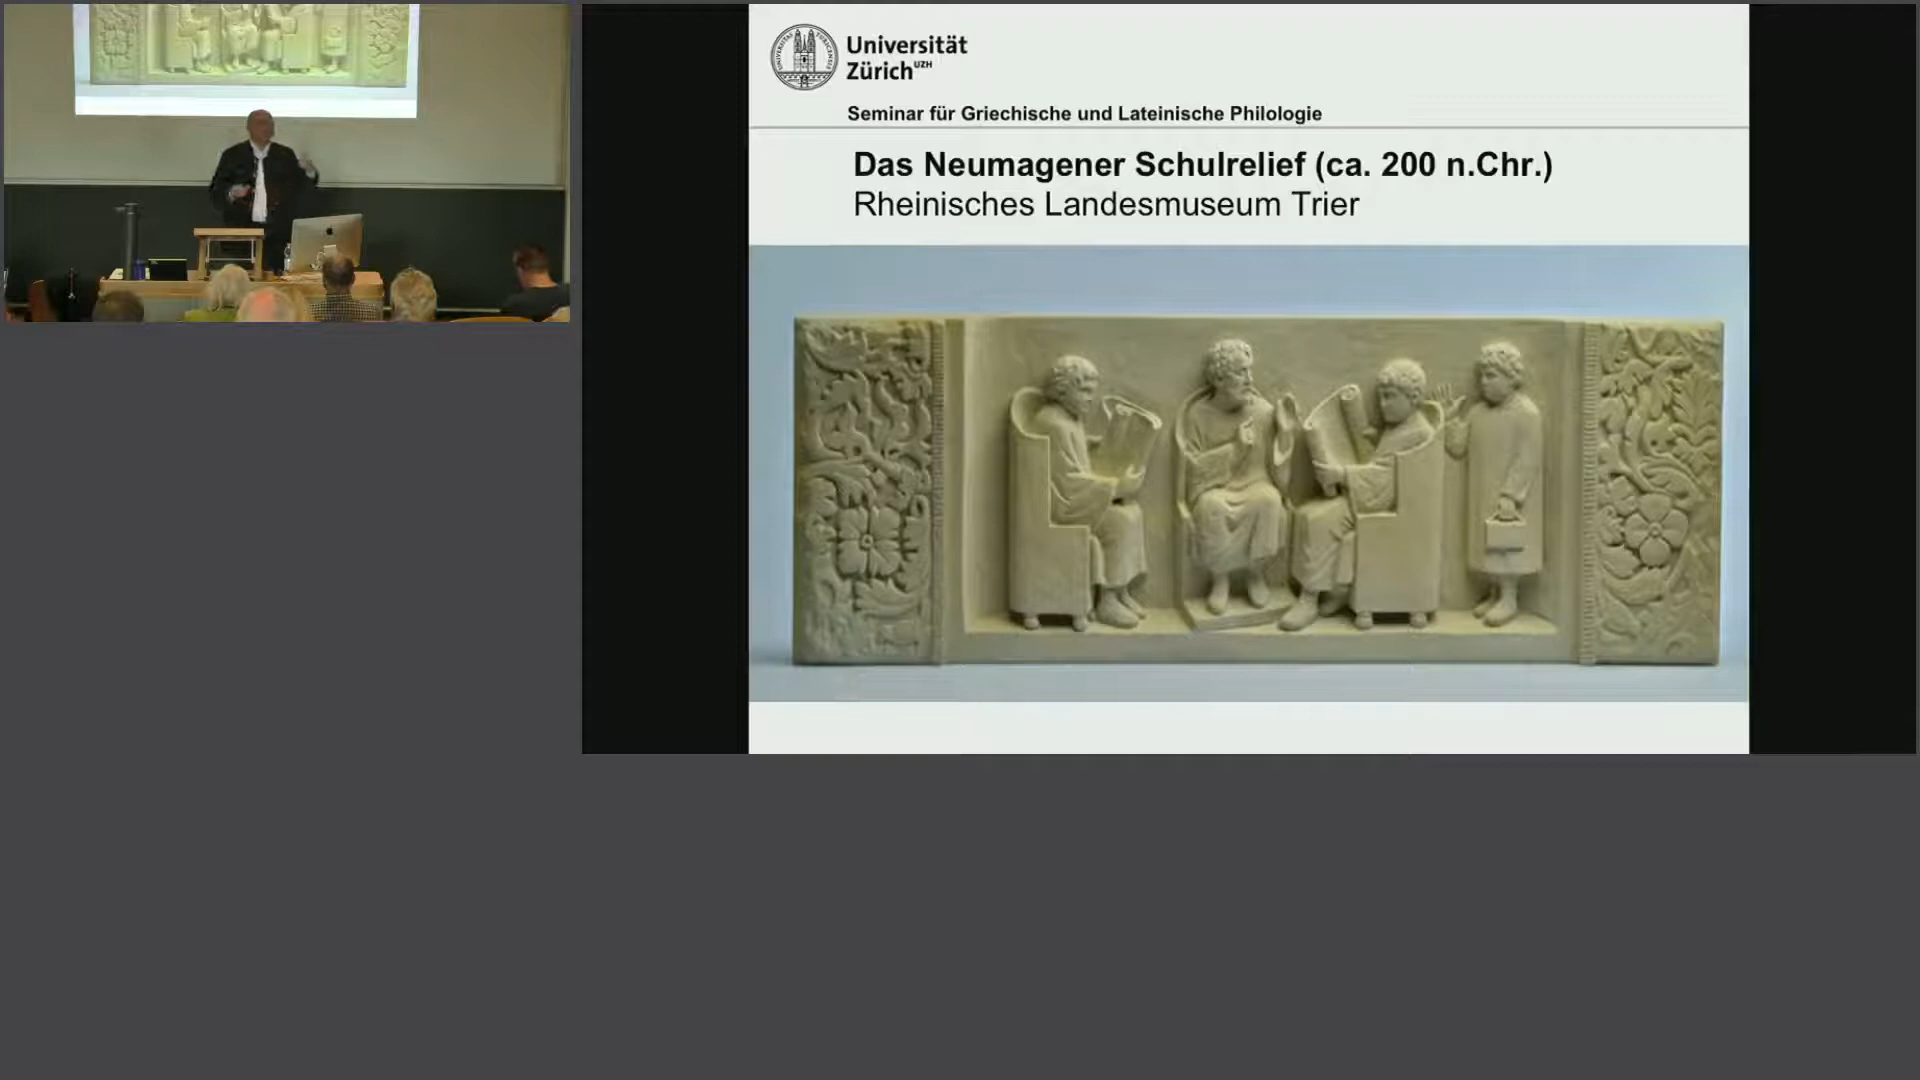 Universität
Zürich UZH
Seminar für Griechische und Lateinische Philologie
Das Neumagener Schulrelief (ca. 200 n.Chr.)
Rheinisches Landesmuseum Trier